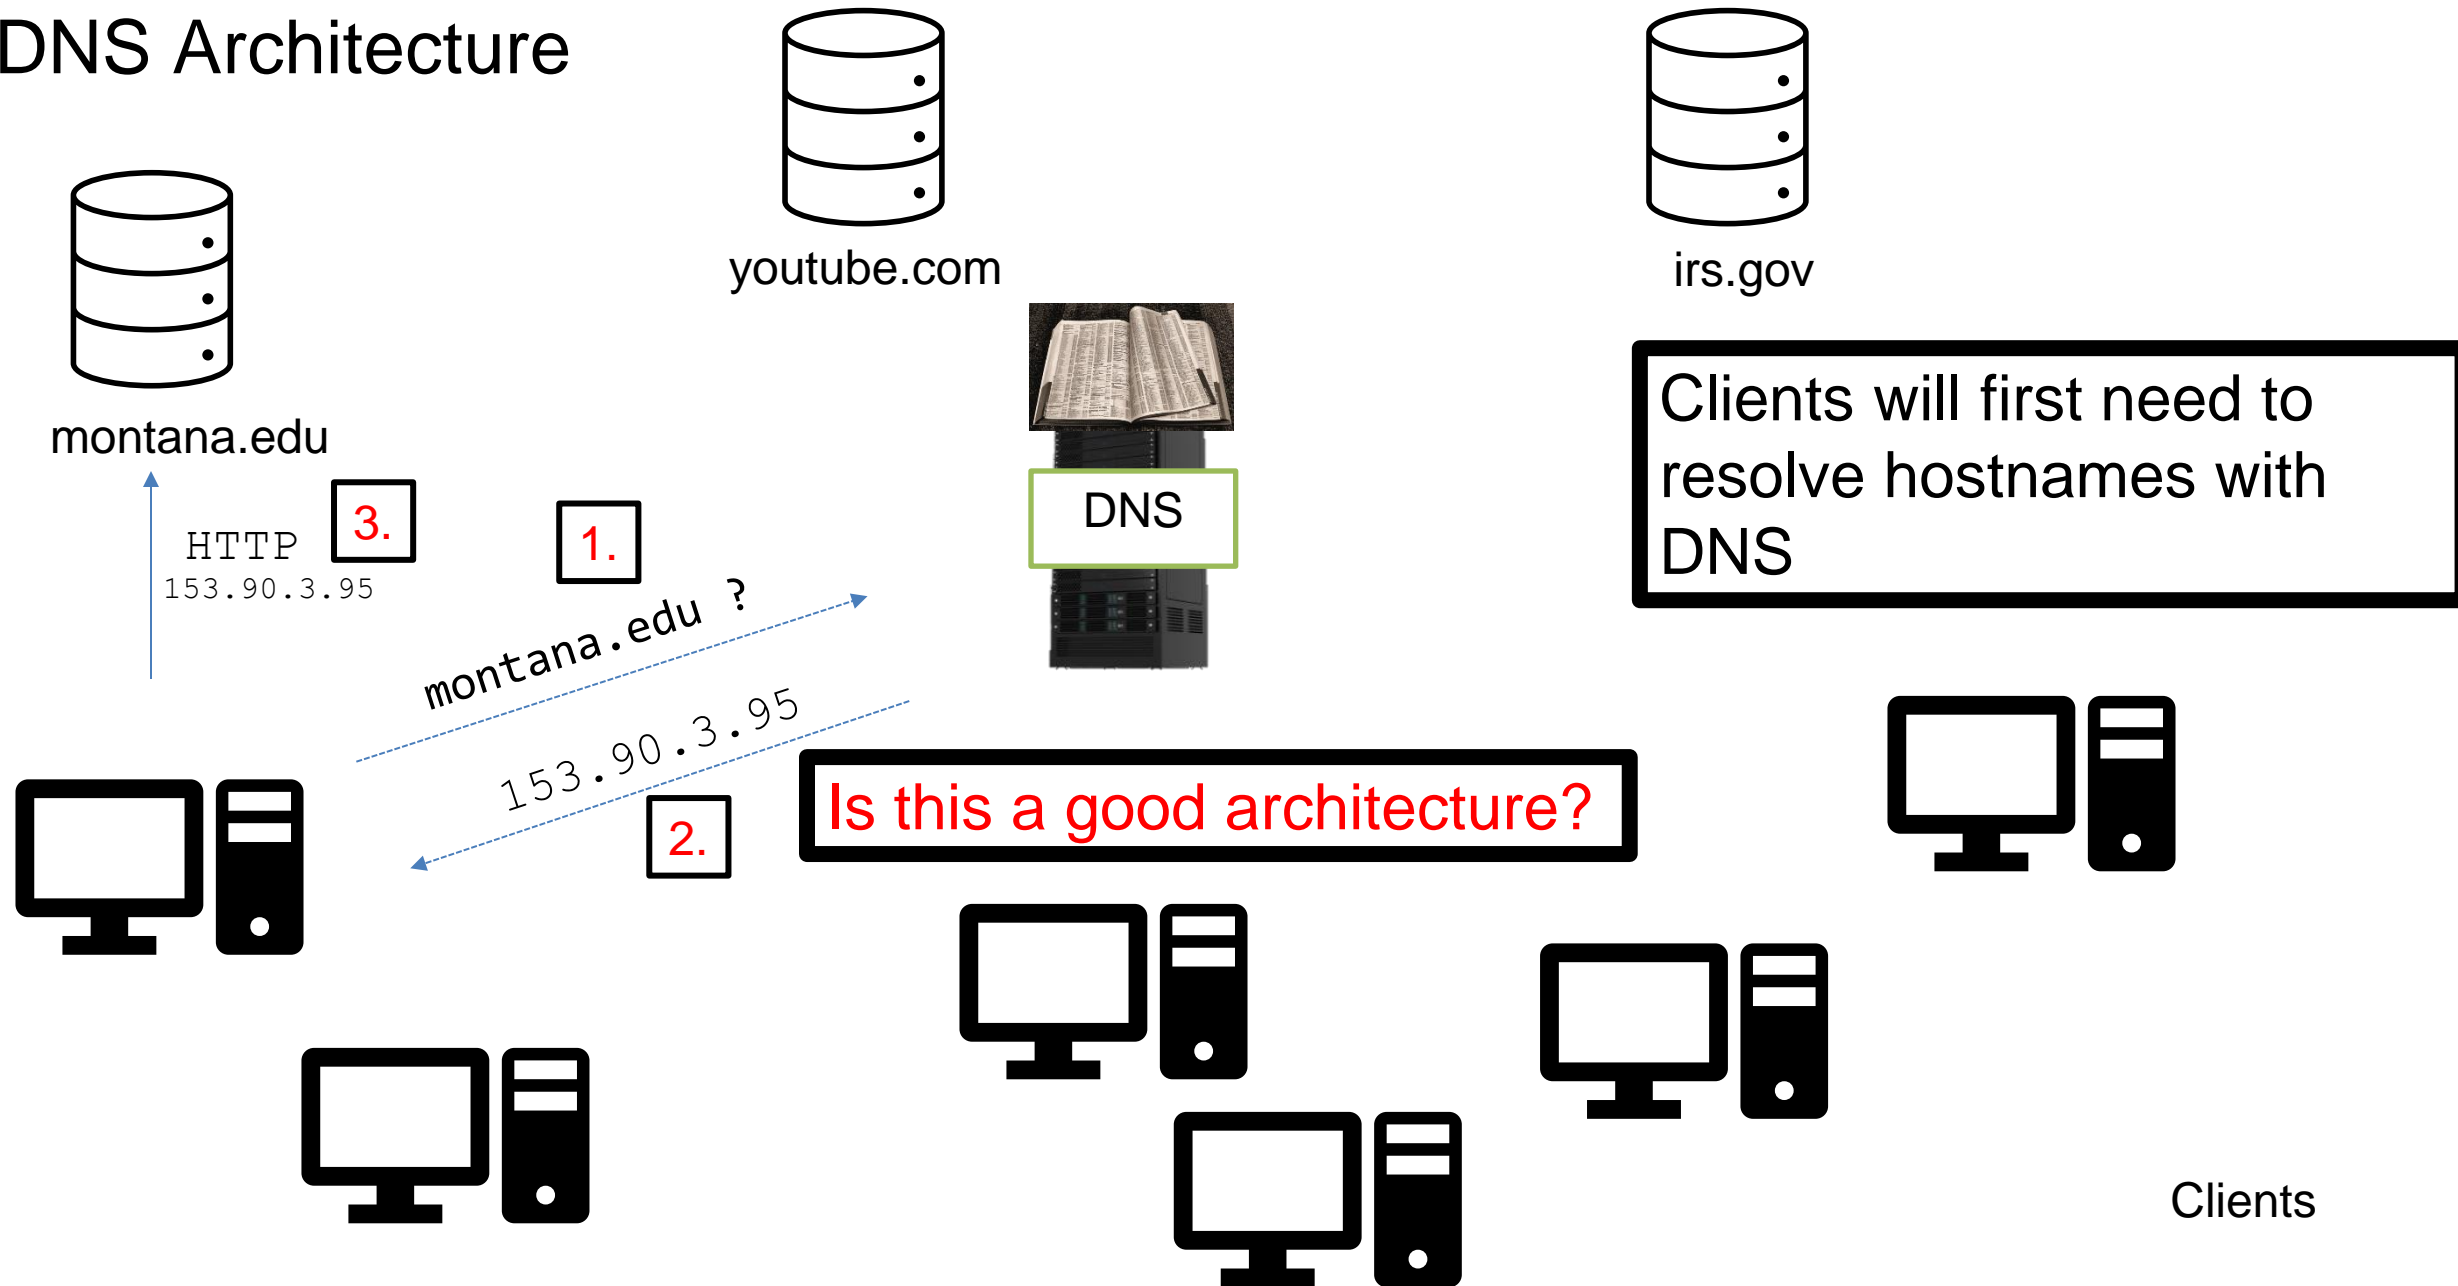 DNS Architecture
youtube.com
irs.gov
montana.edu
Clients will first need to
resolve hostnames with
DNS
DNS
3.
HTTP
153.90.3.95
1.
montana.edu ?
153.90.3.95
2.
Is this a good architecture?
Clients